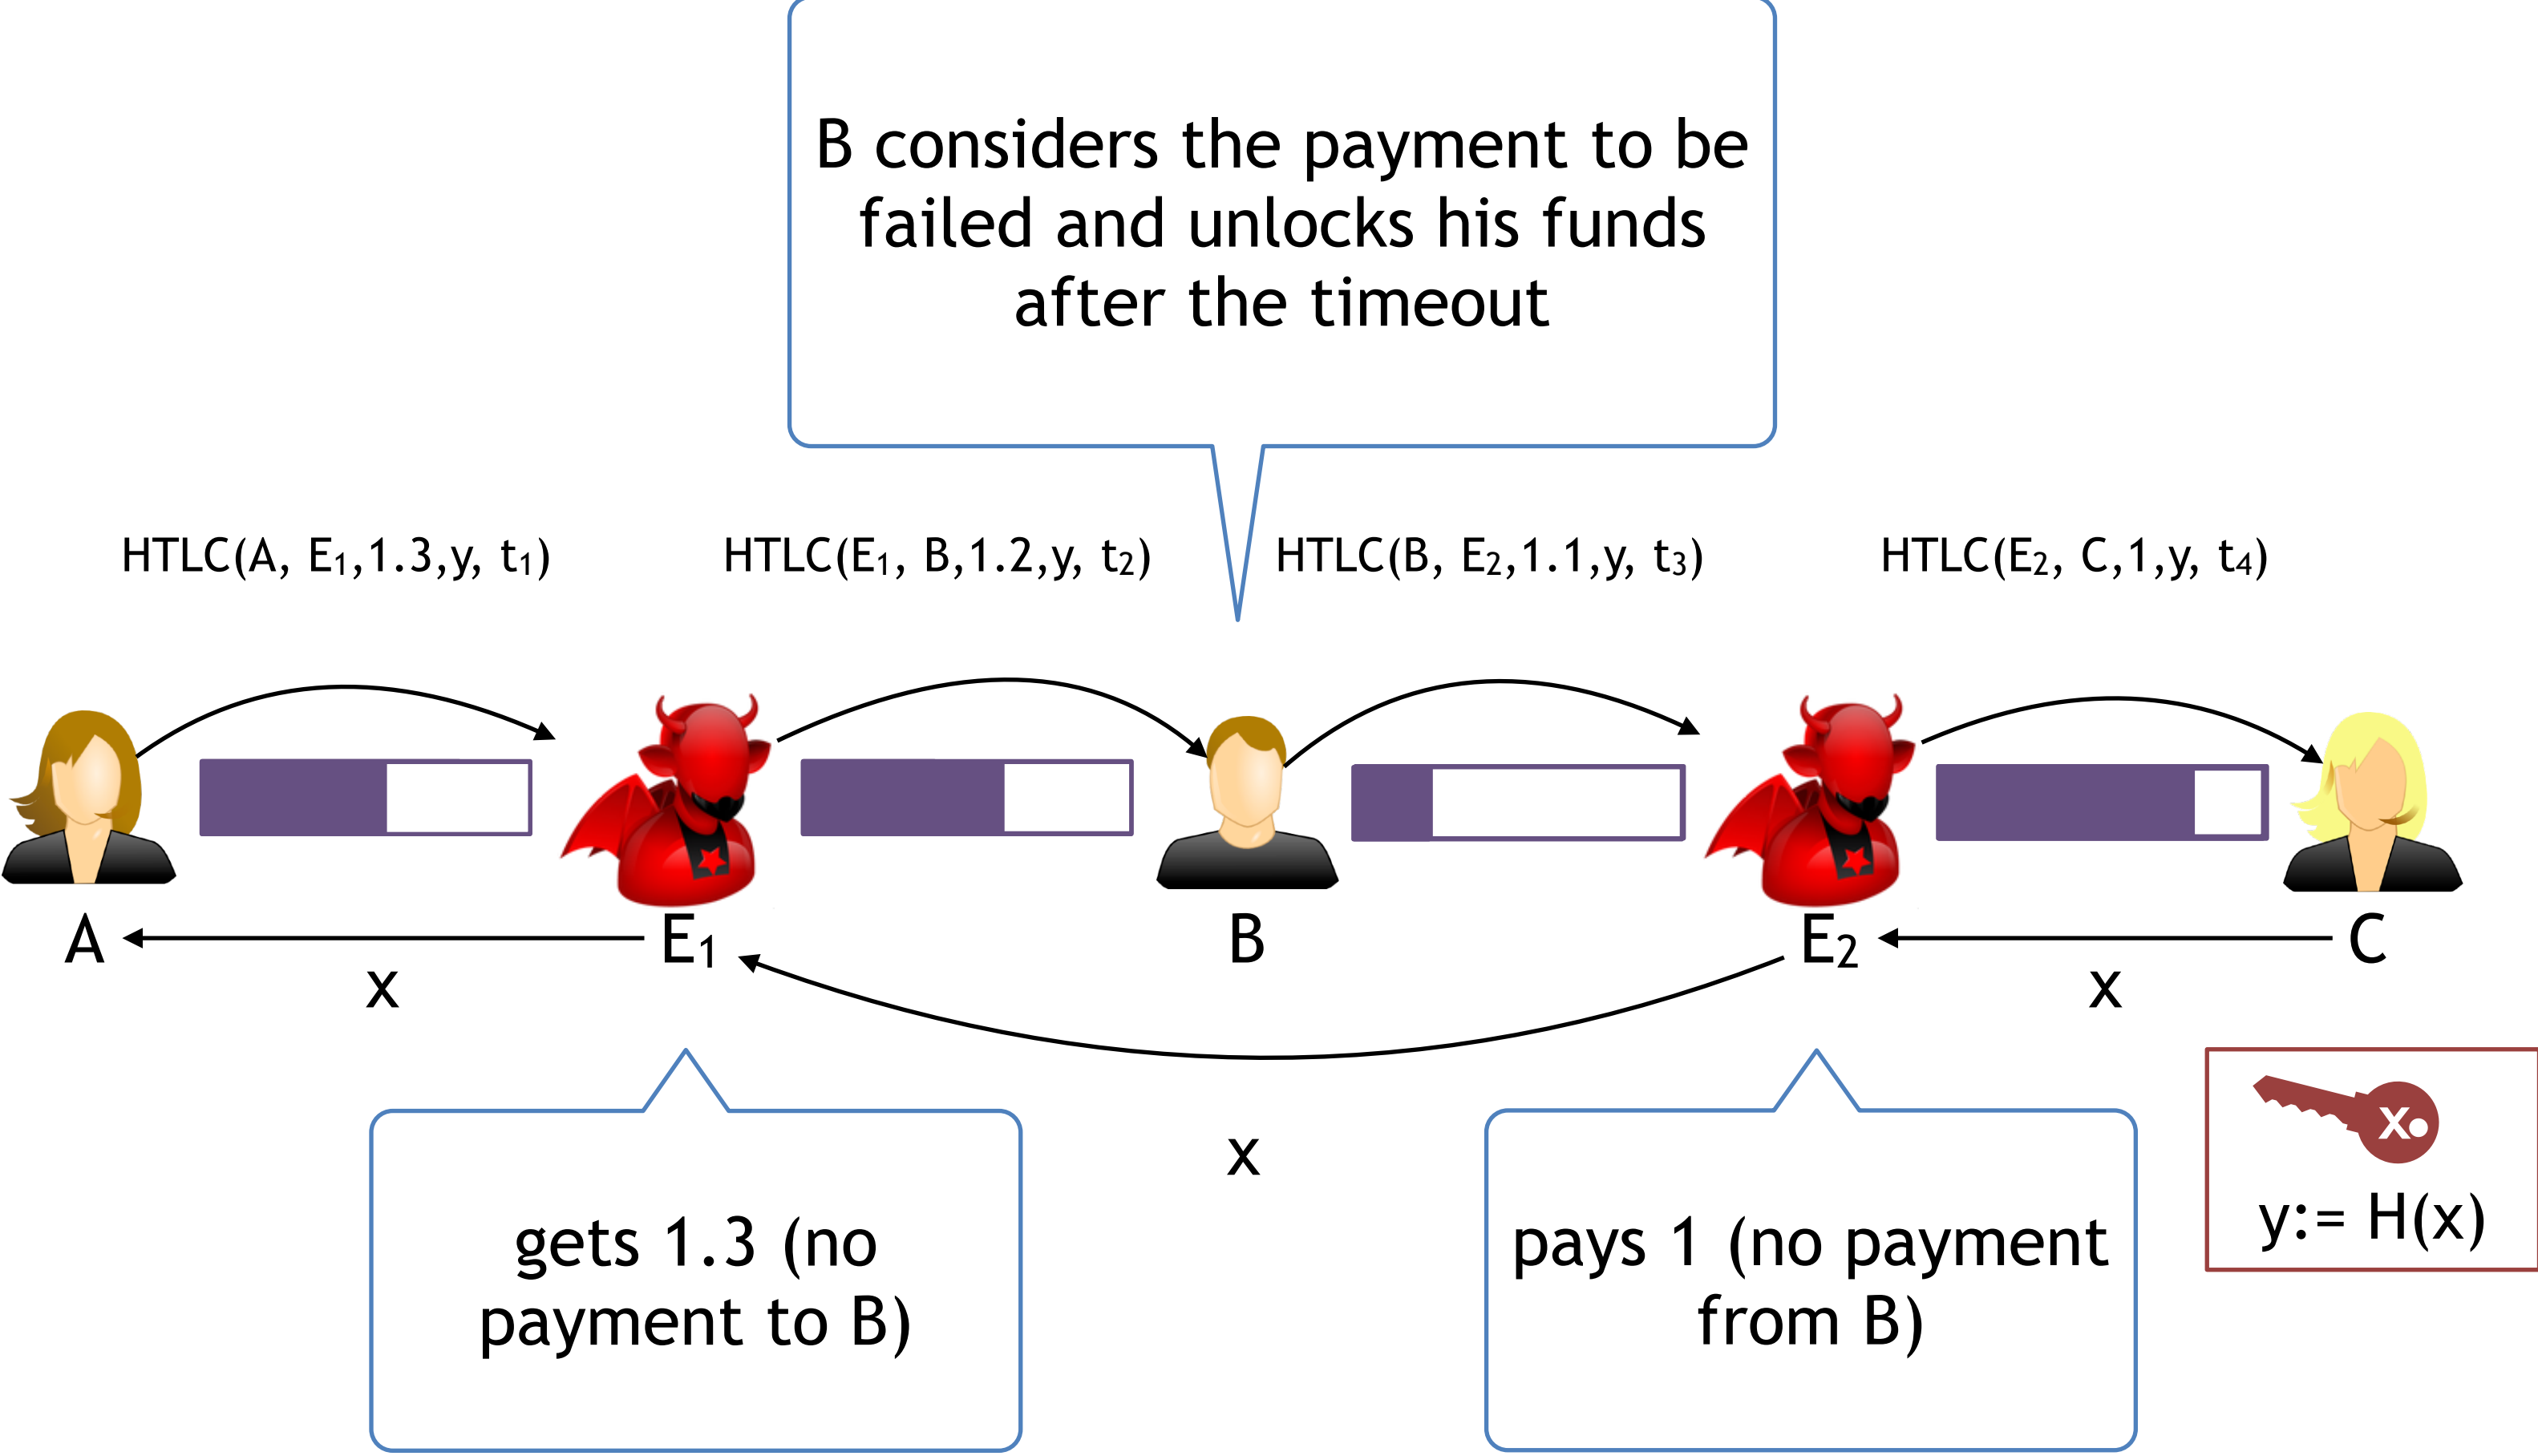 B considers the payment to be
failed and unlocks his funds
after the timeout
HTLC(A, E₁,1.3,y, t₁)
HTLC(E₁, B,1.2,y, t₂)
HTLC(B, E₂,1.1,y, t₃)
HTLC(E₂, C,1,y, t₄)
A
E₁
B
E₂
C
x
x
x
gets 1.3 (no
payment to B)
pays 1 (no payment
from B)
x
y:= H(x)